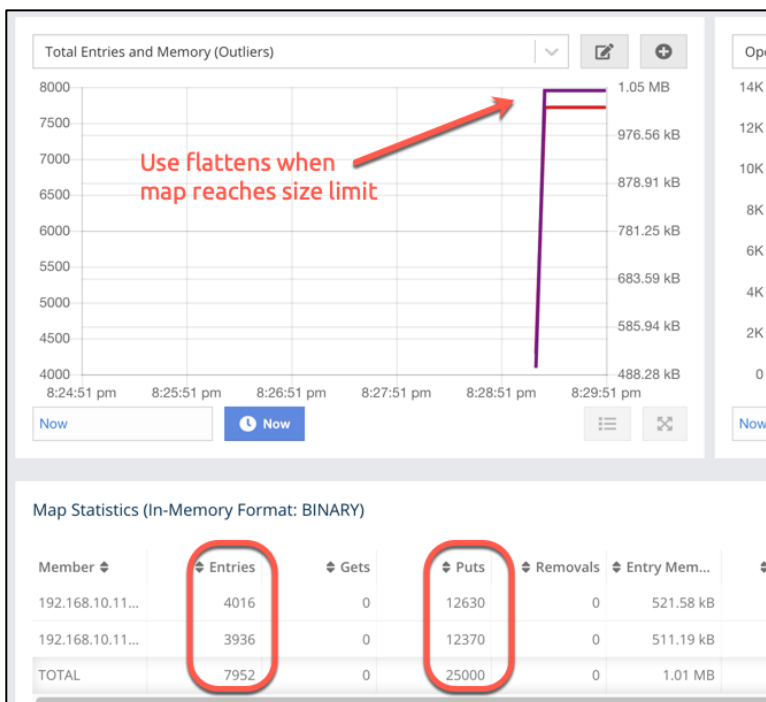 Total Entries and Memory (Outliers)
8000
7500
7000
6500
6000
5500
5000
4500
4000
1.05 MB
976.56 kB
878.91 kB
781.25 kB
683.59 kB
585.94 kB
488.28 kB
Use flattens when
map reaches size limit
8:24:51 pm 8:25:51 pm 8:26:51 pm 8:27:51 pm 8:28:51 pm 8:29:51 pm
Now
Now
Ope
14K
12K
10K
8K
6K
4K
2K
0
Now
Map Statistics (In-Memory Format: BINARY)
Member Entries Gets Puts Removals Entry Mem...
192.168.10.11... 4016 0 12630 0 521.58 kB
192.168.10.11... 3936 0 12370 0 511.19 kB
TOTAL 7952 0 25000 0 1.01 MB